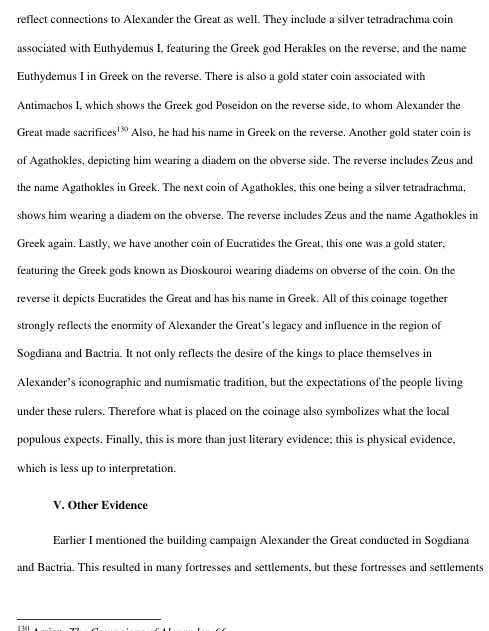 reflect connections to Alexander the Great as well. They include a silver tetradrachma coin
associated with Euthydemus I, featuring the Greek god Herakles on the reverse, and the name
Euthydemus I in Greek on the reverse. There is also a gold stater coin associated with
Antimachos I, which shows the Greek god Poseidon on the reverse side, to whom Alexander the
Great made sacrifices130 Also, he had his name in Greek on the reverse. Another gold stater coin is
of Agathokles, depicting him wearing a diadem on the obverse side. The reverse includes Zeus and
the name Agathokles in Greek. The next coin of Agathokles, this one being a silver tetradrachma,
shows him wearing a diadem on the obverse. The reverse includes Zeus and the name Agathokles in
Greek again. Lastly, we have another coin of Eucratides the Great, this one was a gold stater,
featuring the Greek gods known as Dioskouroi wearing diadems on obverse of the coin. On the
reverse it depicts Eucratides the Great and has his name in Greek. All of this coinage together
strongly reflects the enormity of Alexander the Great's legacy and influence in the region of
Sogdiana and Bactria. It not only reflects the desire of the kings to place themselves in
Alexander's iconographic and numismatic tradition, but the expectations of the people living
under these rulers. Therefore what is placed on the coinage also symbolizes what the local
populous expects. Finally, this is more than just literary evidence; this is physical evidence,
which is less up to interpretation.
V. Other Evidence
Earlier I mentioned the building campaign Alexander the Great conducted in Sogdiana
and Bactria. This resulted in many fortresses and settlements, but these fortresses and settlements
130 Arrian, The Campaigns of Alexander, 66